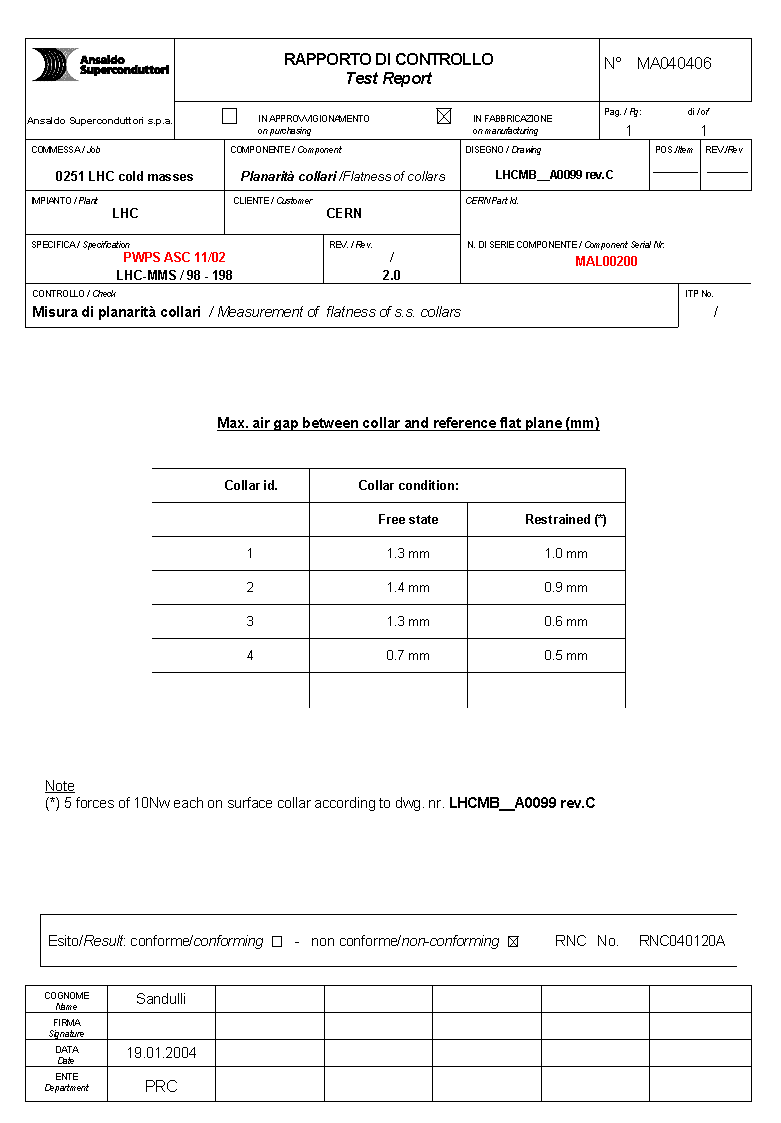 Ansaldo
Superconduttori
Ansaldo Superconduttori s.p.a.
RAPPORTO DI CONTROLLO
Test Report
N° MA040406
IN APPROVVIGIONAMENTO
on purchasing
IN FABBRICAZIONE
on manufacturing
Pag. / Pg: di / of
1 1
COMMESSA / Job
0251 LHC cold masses
COMPONENTE / Component
Planarità collari /Flatness of collars
DISEGNO / Drawing
LHCMB__A0099 rev.C
POS./Item
REV./Rev
IMPIANTO / Plant
LHC
CLIENTE / Customer
CERN
CERN Part Id.
SPECIFICA / Specification
PWPS ASC 11/02
LHC-MMS / 98 - 198
REV. / Rev.
/
2.0
N. DI SERIE COMPONENTE / Component Serial Nr.
MAL00200
CONTROLLO / Check
Misura di planarità collari / Measurement of flatness of s.s. collars
ITP No.
/
Max. air gap between collar and reference flat plane (mm)
Collar id. Collar condition:
Free state Restrained (*)
1 1.3 mm 1.0 mm
2 1.4 mm 0.9 mm
3 1.3 mm 0.6 mm
4 0.7 mm 0.5 mm
Note
(*) 5 forces of 10Nw each on surface collar according to dwg. nr. LHCMB__A0099 rev.C
Esito/Result: conforme/conforming - non conforme/non-conforming RNC No. RNC040120A
COGNOME
Name
Sandulli
FIRMA
Signature
DATA
Date
19.01.2004
ENTE
Department
PRC